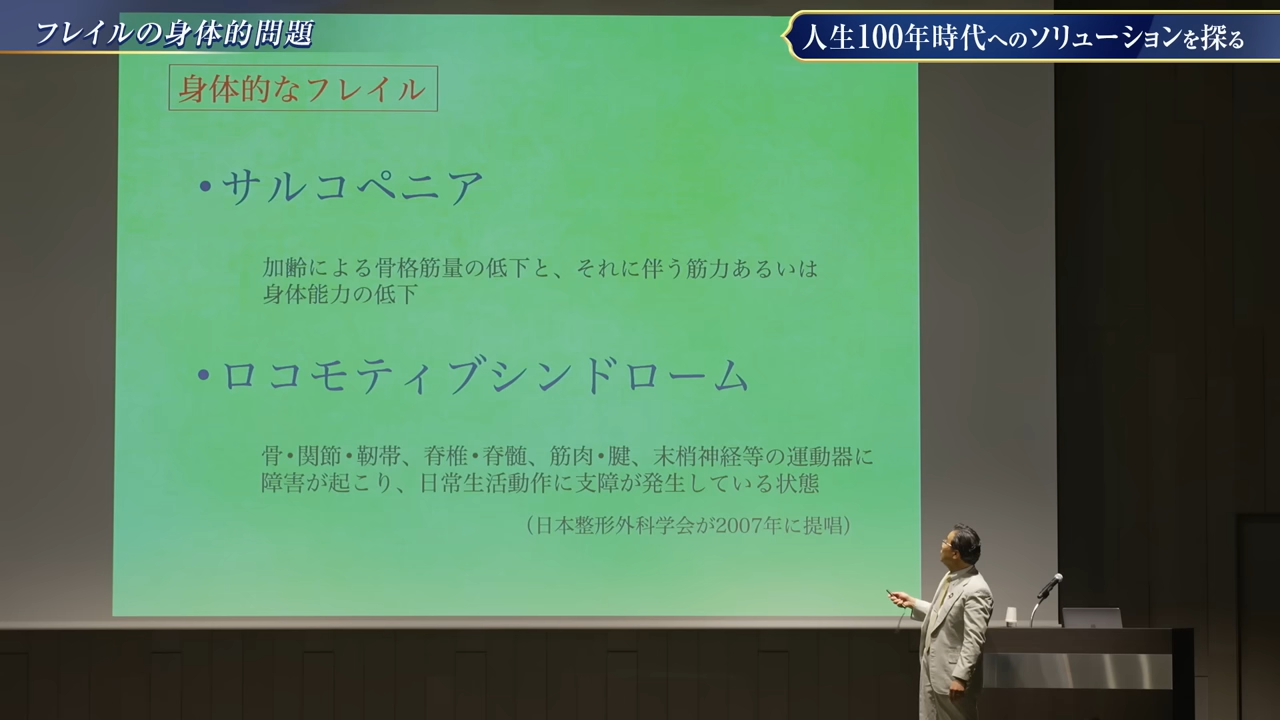 フレイルの身体的問題
人生100年時代へのソリューションを探る
身体的なフレイル
・サルコペニア
加齢による骨格筋量の低下と、それに伴う筋力あるいは
身体能力の低下
・ロコモティブシンドローム
骨・関節・靭帯、脊椎・脊髄、筋肉・腱、末梢神経等の運動器に
障害が起こり、日常生活動作に支障が発生している状態
（日本整形外科学会が2007年に提唱）